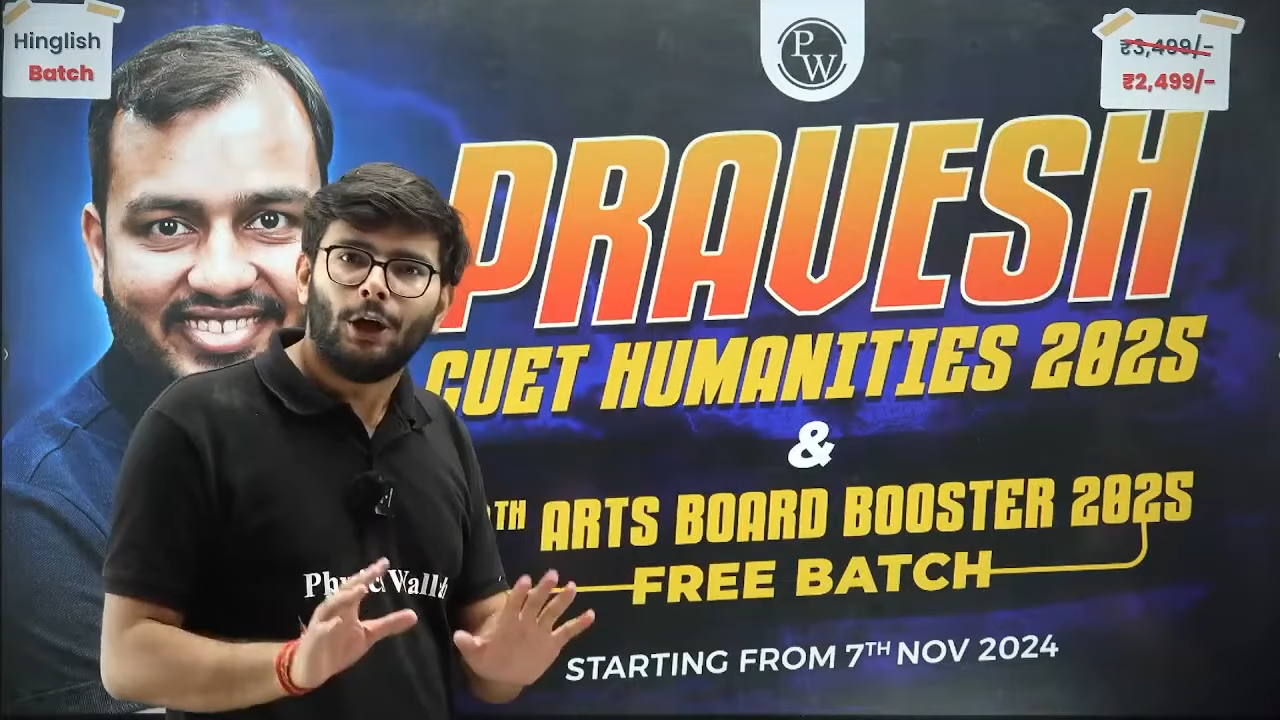 Hinglish
Batch
PW
₹3,499/-
₹2,499/-
PRAVESH
CUET HUMANITIES 2025
&
TH ARTS BOARD BOOSTER 2025
FREE BATCH
STARTING FROM 7TH NOV 2024